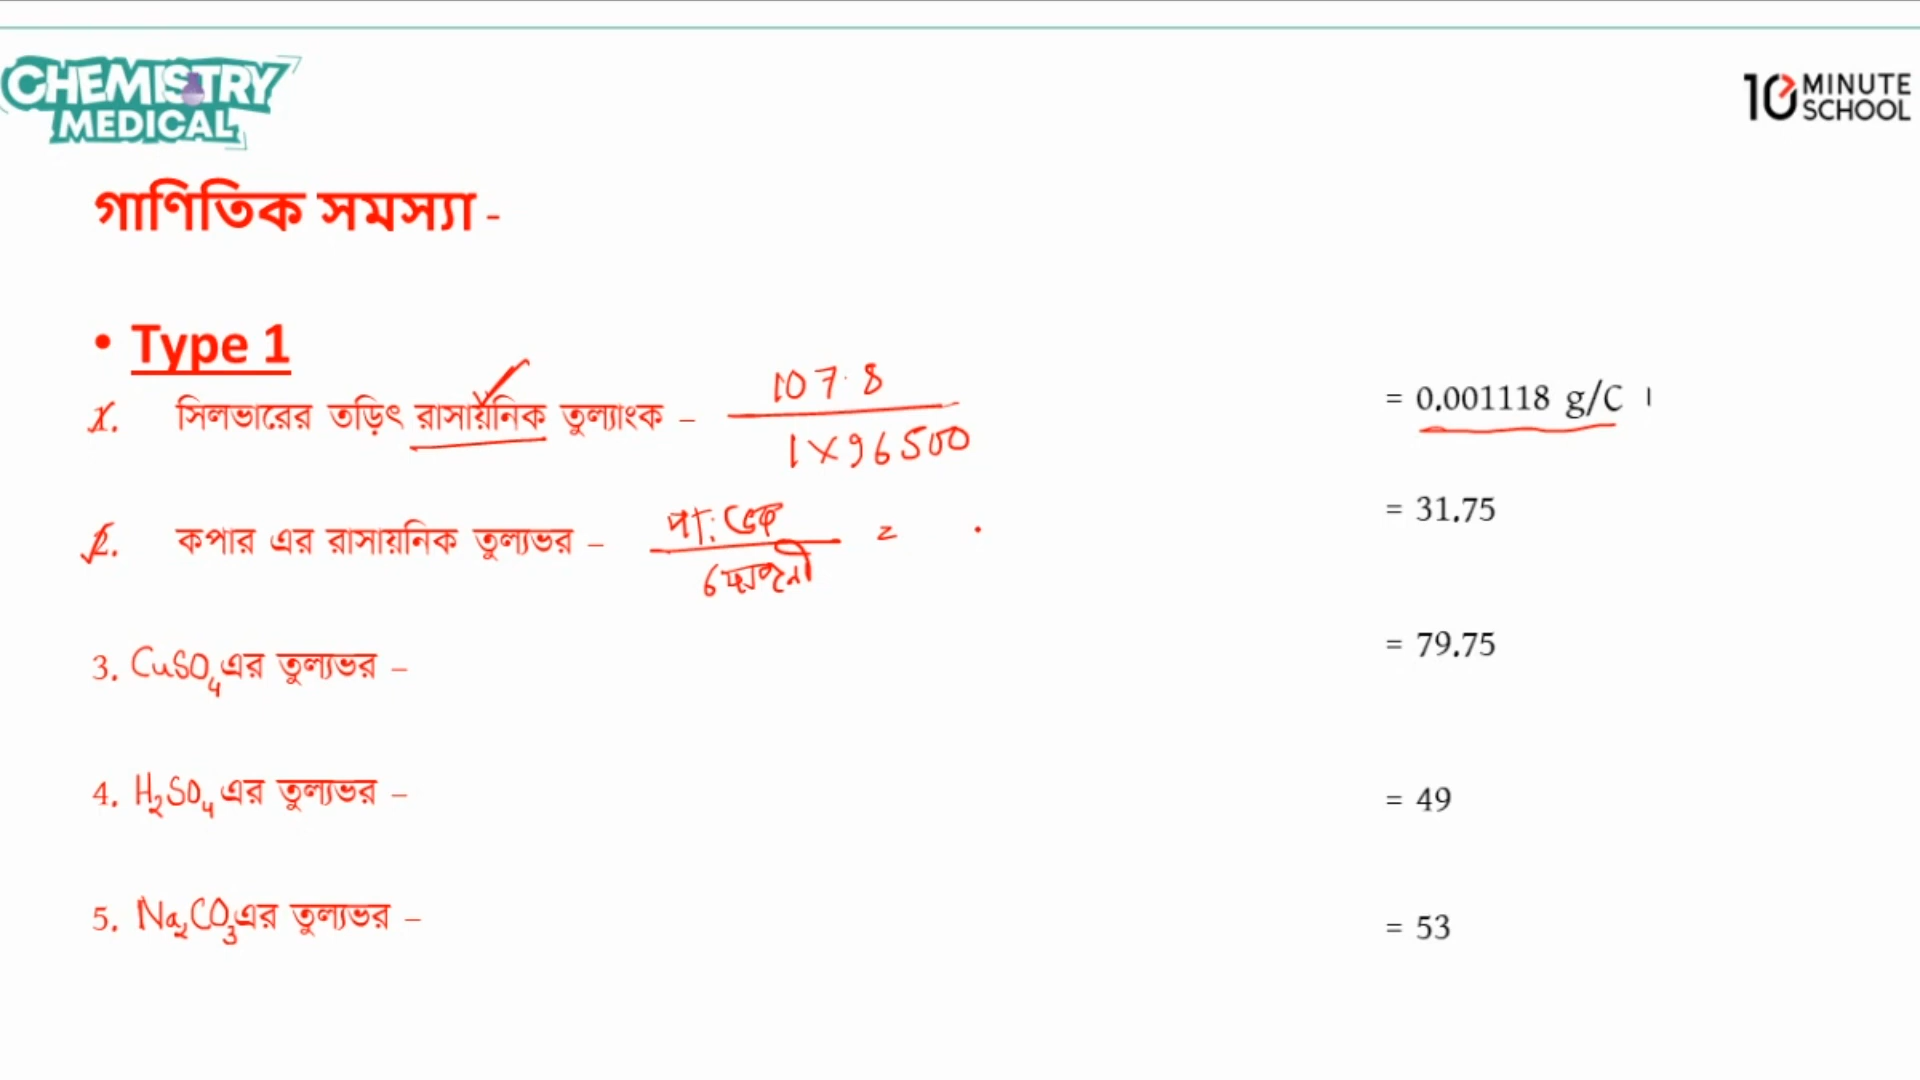 CHEMISTRY
MEDICAL
10 MINUTE
SCHOOL
গাণিতিক সমস্যা -
• Type 1
1. সিলভারের তড়িৎ রাসায়নিক তুল্যাংক – 107.8 / 1×96500 = 0.001118 g/C ।
2. কপার এর রাসায়নিক তুল্যভর – পা: ভর / যোজনী = = 31.75
3. CuSO₄ এর তুল্যভর – = 79.75
4. H₂SO₄ এর তুল্যভর – = 49
5. Na₂CO₃ এর তুল্যভর – = 53